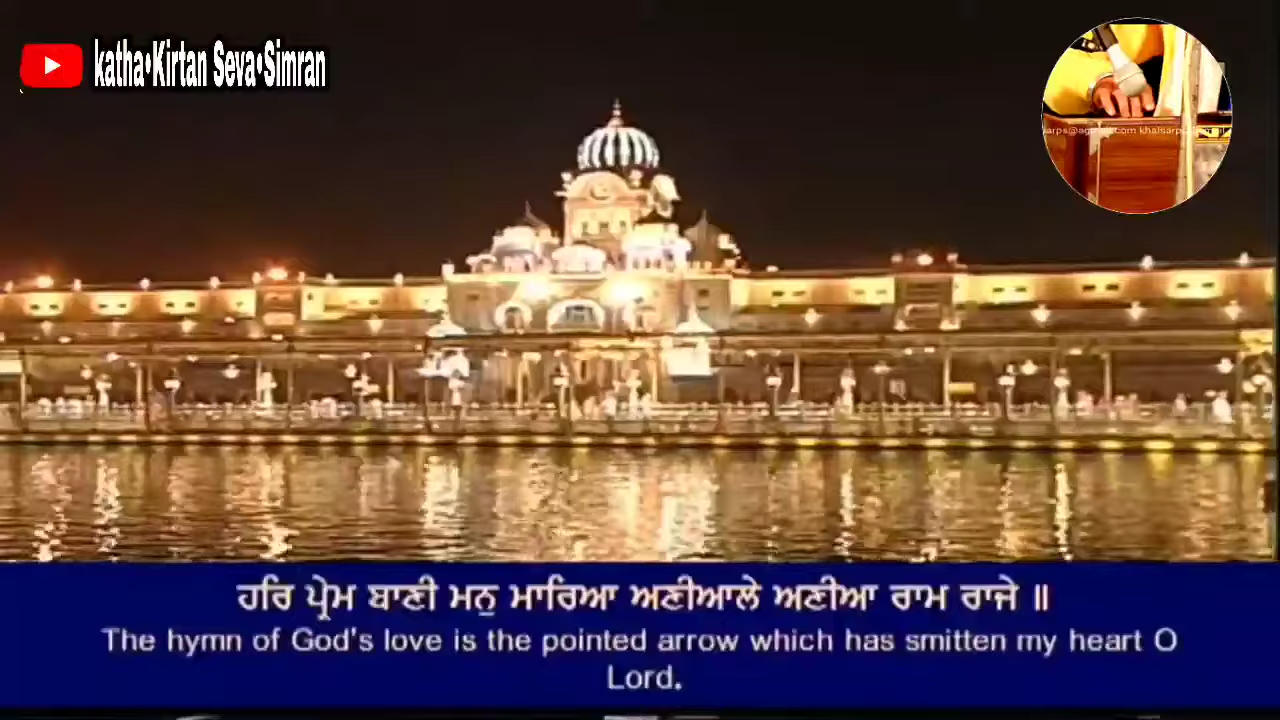 katha•Kirtan Seva•Simran
ਹਰਿ ਪ੍ਰੇਮ ਬਾਣੀ ਮਨੁ ਮਾਰਿਆ ਅਣੀਆਲੇ ਅਣੀਆ ਰਾਮ ਰਾਜੇ ॥
The hymn of God's love is the pointed arrow which has smitten my heart O
Lord.